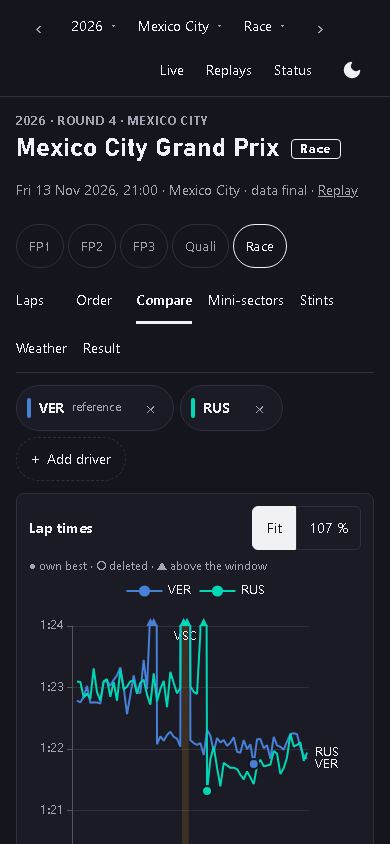 2026 Mexico City Race
Live Replays Status
2026 · ROUND 4 · MEXICO CITY
Mexico City Grand Prix Race
Fri 13 Nov 2026, 21:00 · Mexico City · data final · Replay
FP1 FP2 FP3 Quali Race
Laps Order Compare Mini-sectors Stints
Weather Result
VER reference × RUS ×
+ Add driver
Lap times Fit 107 %
● own best · O deleted · ▲ above the window
VER RUS
1:24
VSC
1:23
1:22
RUS
VER
1:21